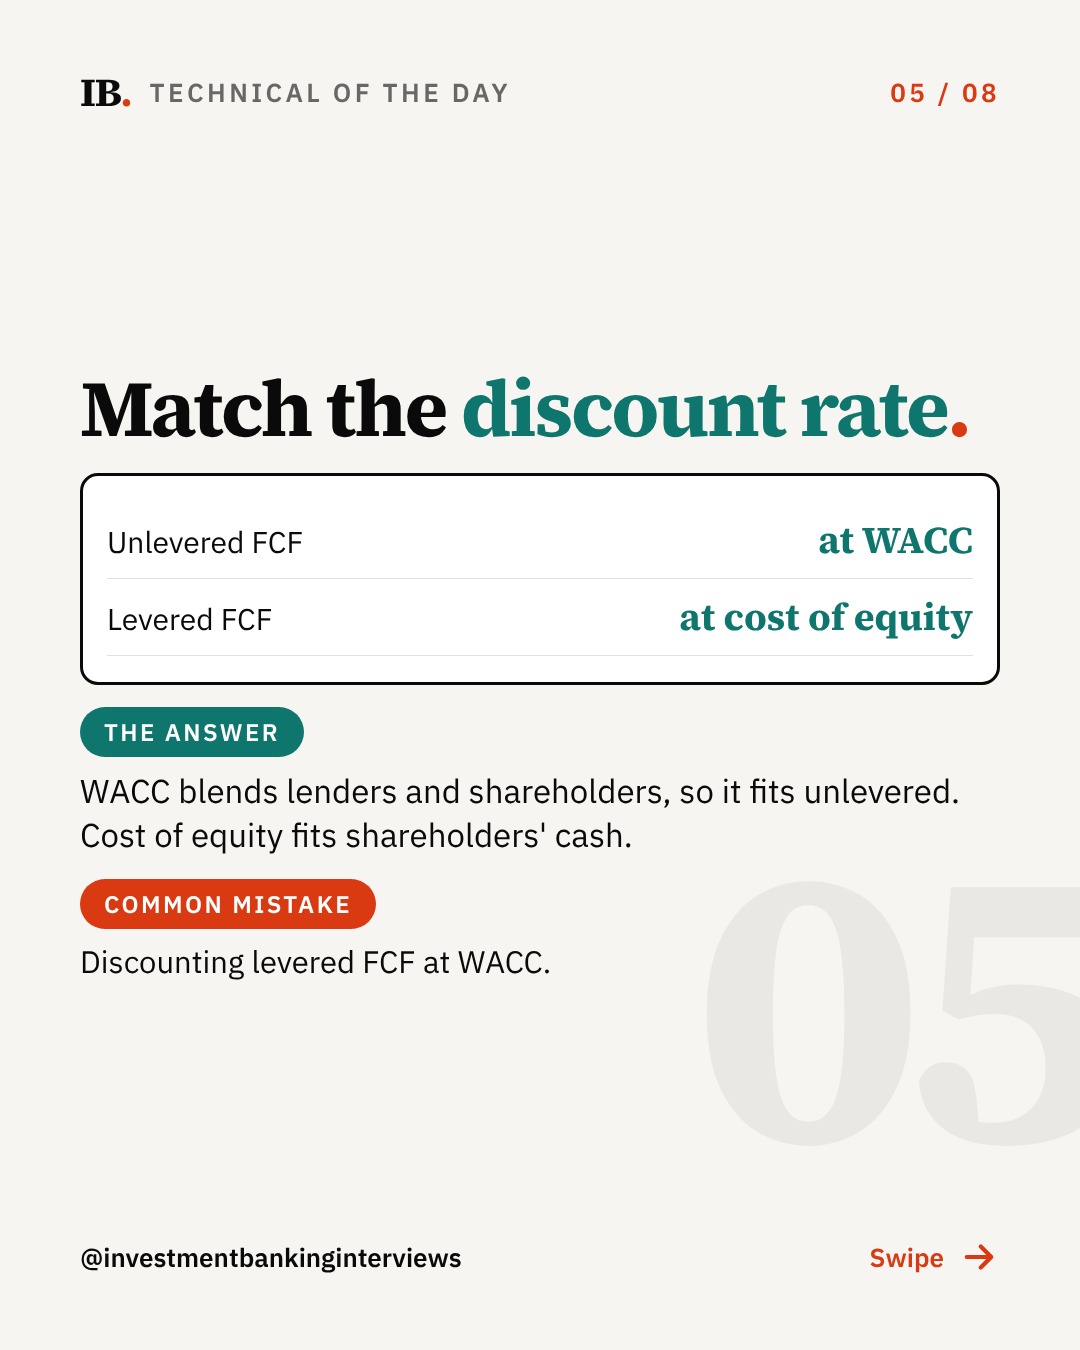 IB. TECHNICAL OF THE DAY
05 / 08
Match the discount rate.
Unlevered FCF at WACC
Levered FCF at cost of equity
THE ANSWER
WACC blends lenders and shareholders, so it fits unlevered.
Cost of equity fits shareholders' cash.
COMMON MISTAKE
Discounting levered FCF at WACC.
05
@investmentbankinginterviews
Swipe →